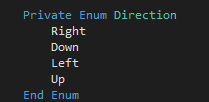 Private Enum Direction
    Right
    Down
    Left
    Up
End Enum